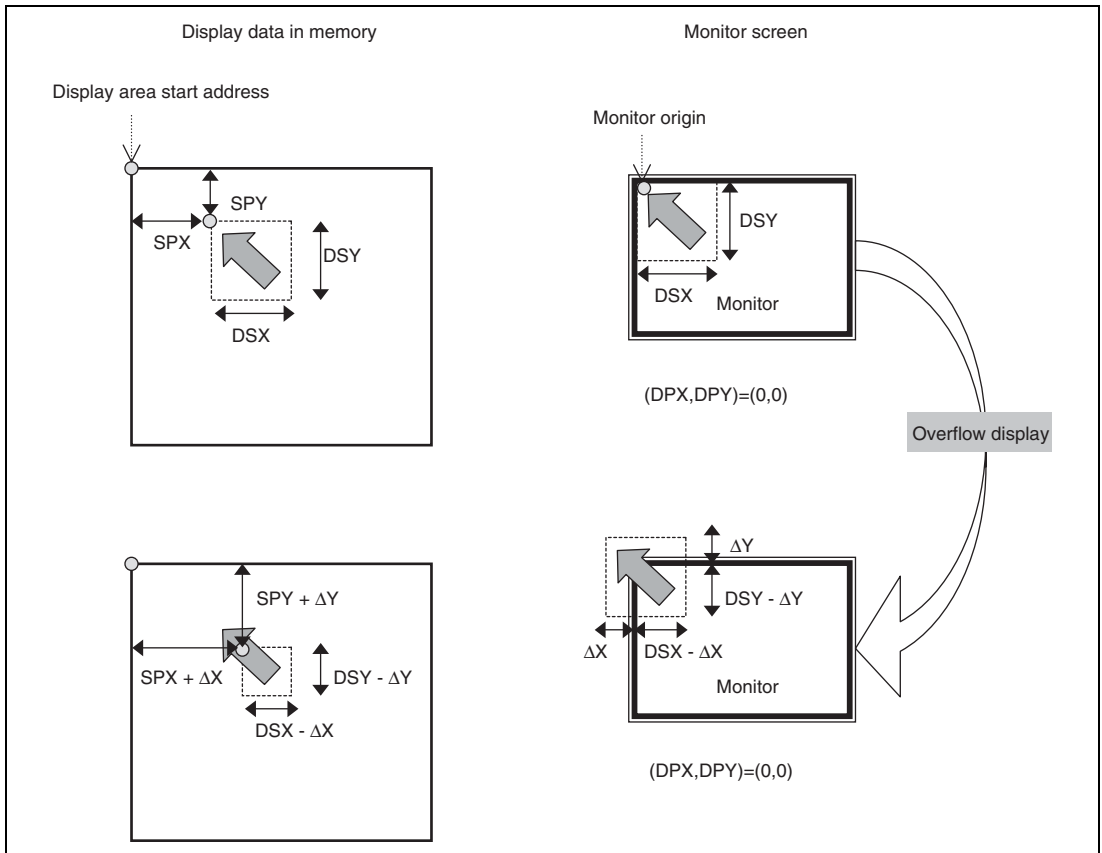 Display data in memory
Monitor screen
Display area start address
Monitor origin
SPY
SPX
DSY
DSX
DSY
DSX
Monitor
(DPX,DPY)=(0,0)
Overflow display
SPY + ΔY
SPX + ΔX
DSY - ΔY
DSX - ΔX
ΔY
DSY - ΔY
ΔX
DSX - ΔX
Monitor
(DPX,DPY)=(0,0)